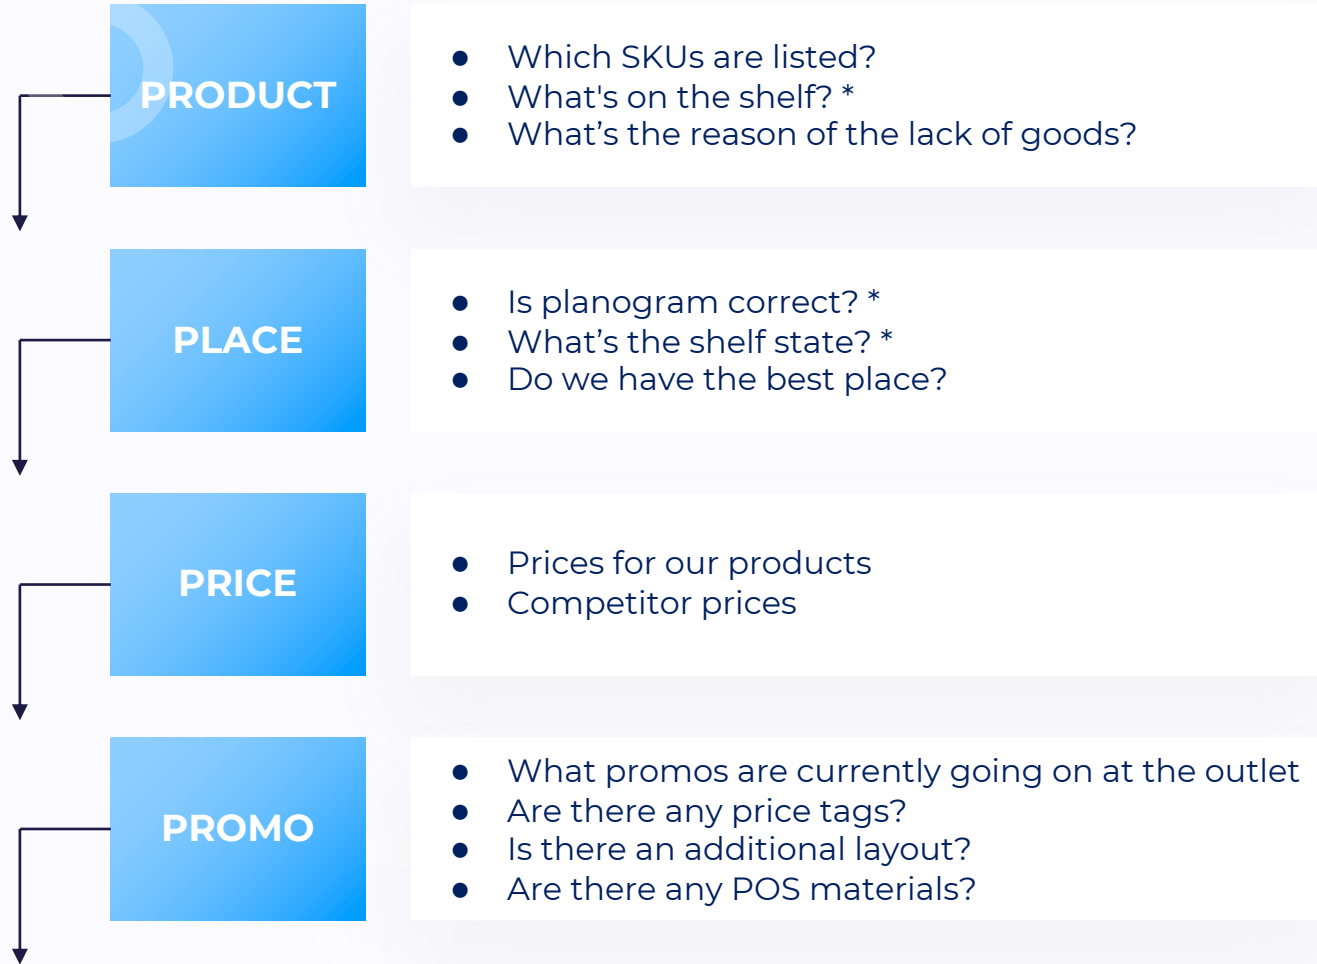 PRODUCT
● Which SKUs are listed?
● What's on the shelf? *
● What’s the reason of the lack of goods?
PLACE
● Is planogram correct? *
● What’s the shelf state? *
● Do we have the best place?
PRICE
● Prices for our products
● Competitor prices
PROMO
● What promos are currently going on at the outlet
● Are there any price tags?
● Is there an additional layout?
● Are there any POS materials?